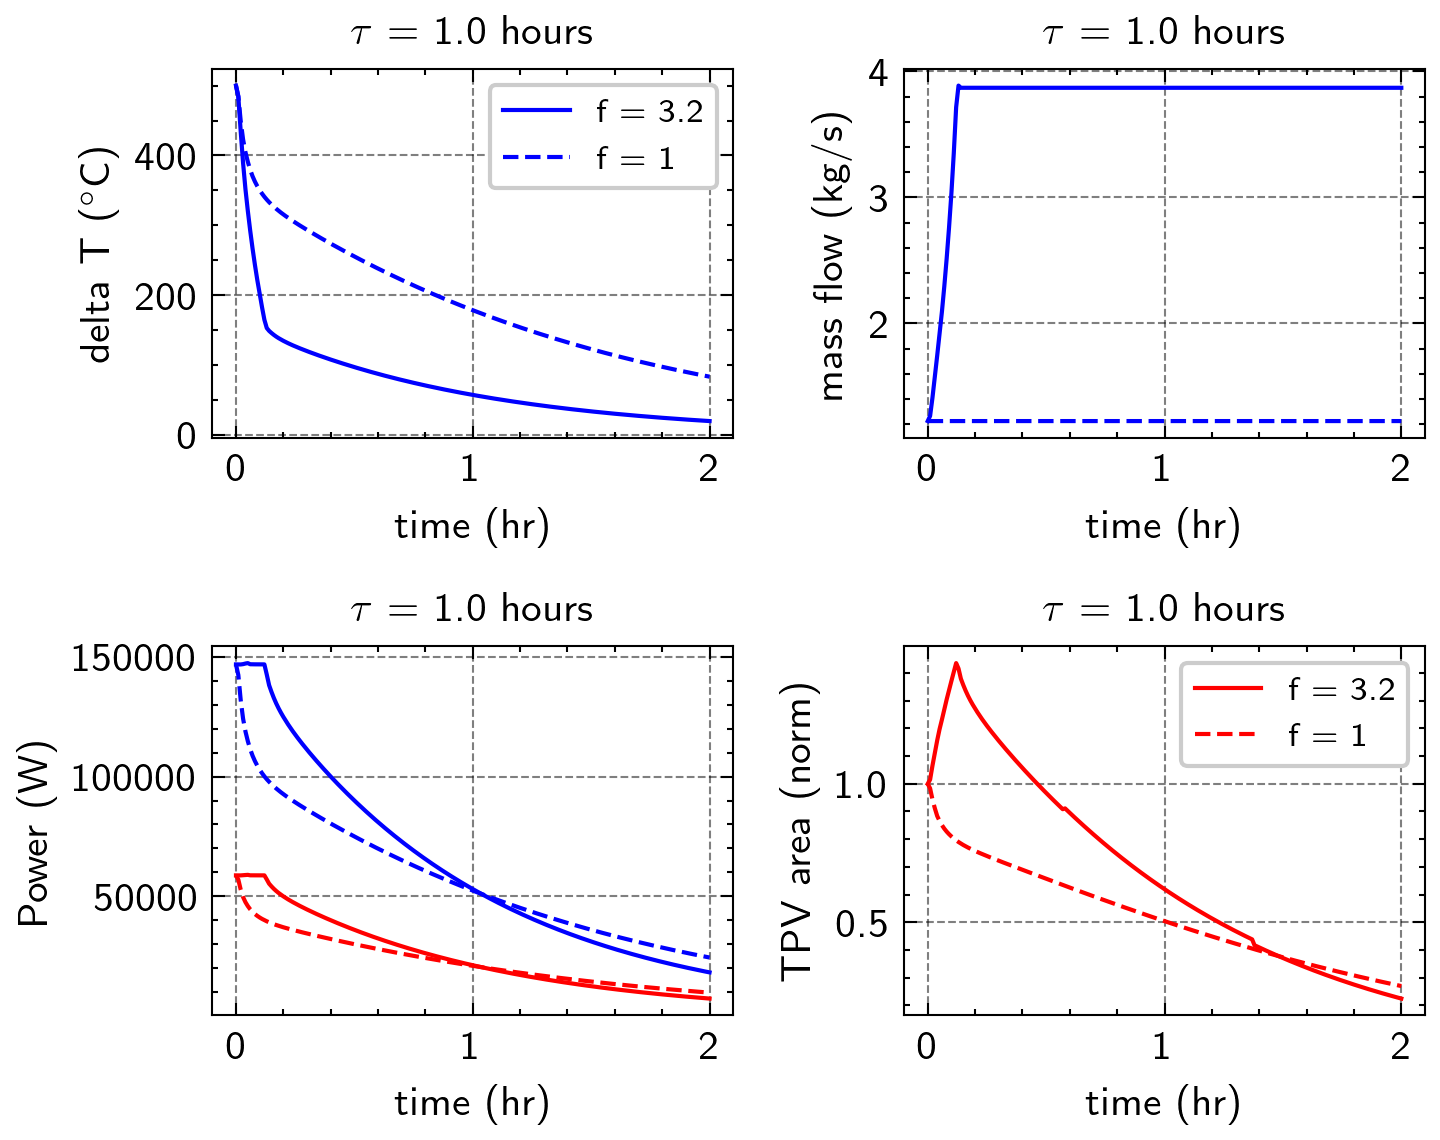 τ = 1.0 hours
delta T (°C)
400
200
0
f = 3.2
f = 1
0 1 2
time (hr)
τ = 1.0 hours
mass flow (kg/s)
4
3
2
0 1 2
time (hr)
τ = 1.0 hours
Power (W)
150000
100000
50000
0 1 2
time (hr)
τ = 1.0 hours
TPV area (norm)
1.0
0.5
f = 3.2
f = 1
0 1 2
time (hr)